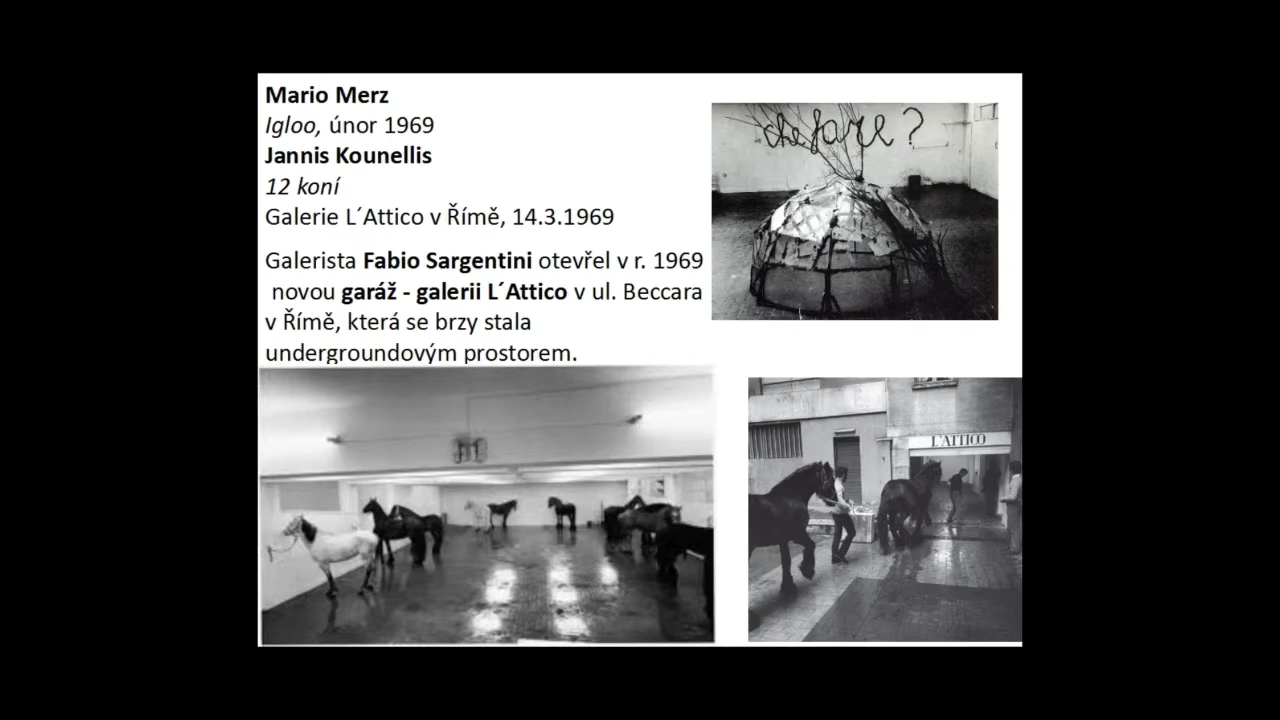 Mario Merz
Igloo, únor 1969
Jannis Kounellis
12 koní
Galerie L´Attico v Římě, 14.3.1969
Galerista Fabio Sargentini otevřel v r. 1969
novou garáž - galerii L´Attico v ul. Beccara
v Římě, která se brzy stala
undergroundovým prostorem.
che fare?
L'ATTICO